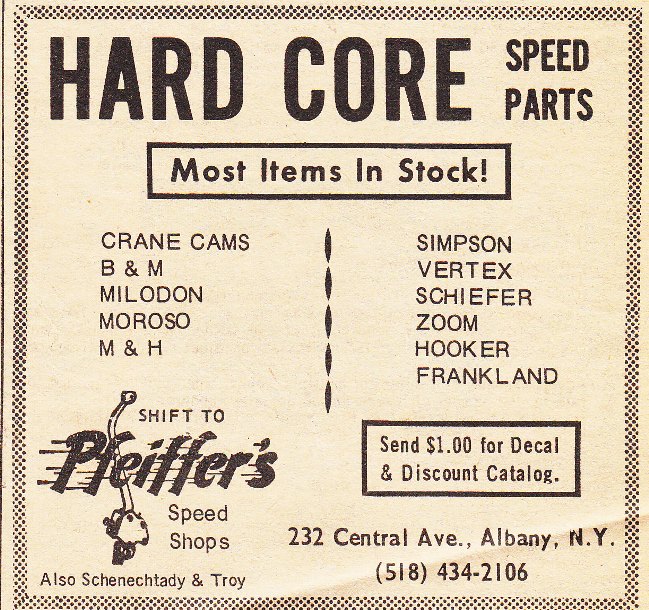 HARD CORE SPEED PARTS
Most Items In Stock!
CRANE CAMS
B & M
MILODON
MOROSO
M & H
SIMPSON
VERTEX
SCHIEFER
ZOOM
HOOKER
FRANKLAND
SHIFT TO
Pfeiffer's
Speed
Shops
Also Schenechtady & Troy
Send $1.00 for Decal
& Discount Catalog.
232 Central Ave., Albany, N.Y.
(518) 434-2106